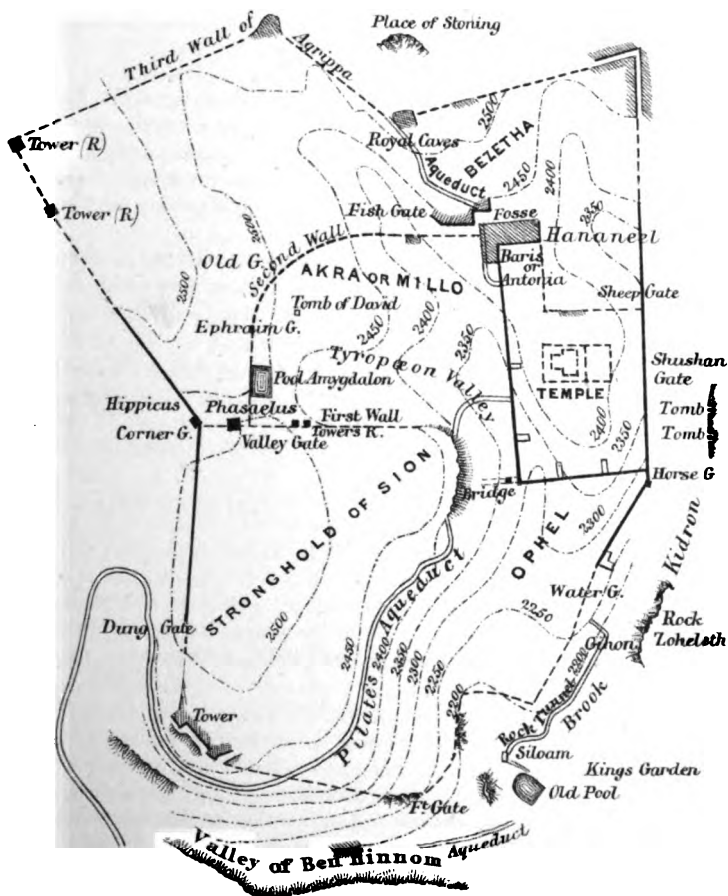 Place of Stoning
Third Wall of Agrippa
Tower (R)
Royal Caves
2500
BEZETHA
Aqueduct
2450
2400
2350
Tower (R)
Fish Gate
Fosse
Hananeel
Old G.
2500
2500
Second Wall
AKRA OR MILLO
Baris
or
Antonia
Sheep Gate
Tomb of David
Ephraim G.
2450
2400
2350
Tyropæon Valley
Shushan
Gate
Pool Amygdalon
TEMPLE
Hippicus
Phasaelus
First Wall
2400
2350
Tomb
Corner G.
Valley Gate
Towers R.
Tomb
Bridge
Horse G
STRONGHOLD OF SION
OPHEL
2300
Kidron
2250
Water G.
Dung Gate
2500
2450
2400
2350
2300
2250
2200
Pilates Aqueduct
Gihon
2200
Rock
Zoheleth
Rock Tunnel
Brook
Tower
Siloam
Kings Garden
Old Pool
Ft Gate
Valley of Ben Hinnom
Aqueduct